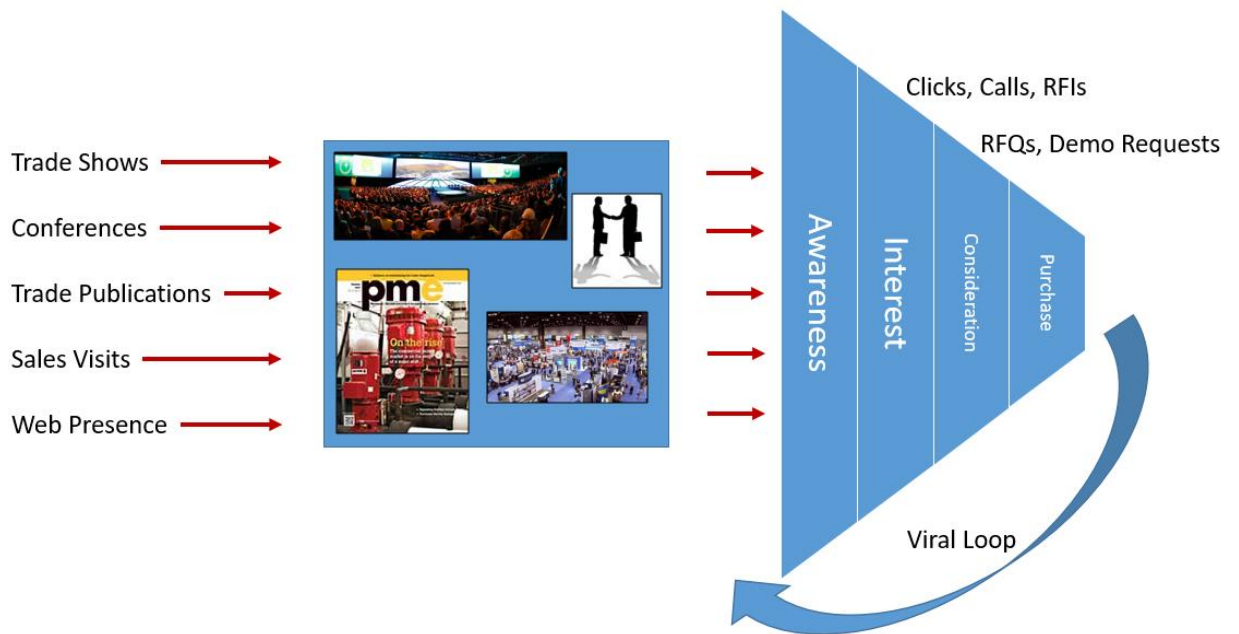 Trade Shows
Conferences
Trade Publications
Sales Visits
Web Presence
pme
On the rise
Awareness
Interest
Consideration
Purchase
Clicks, Calls, RFIs
RFQs, Demo Requests
Viral Loop